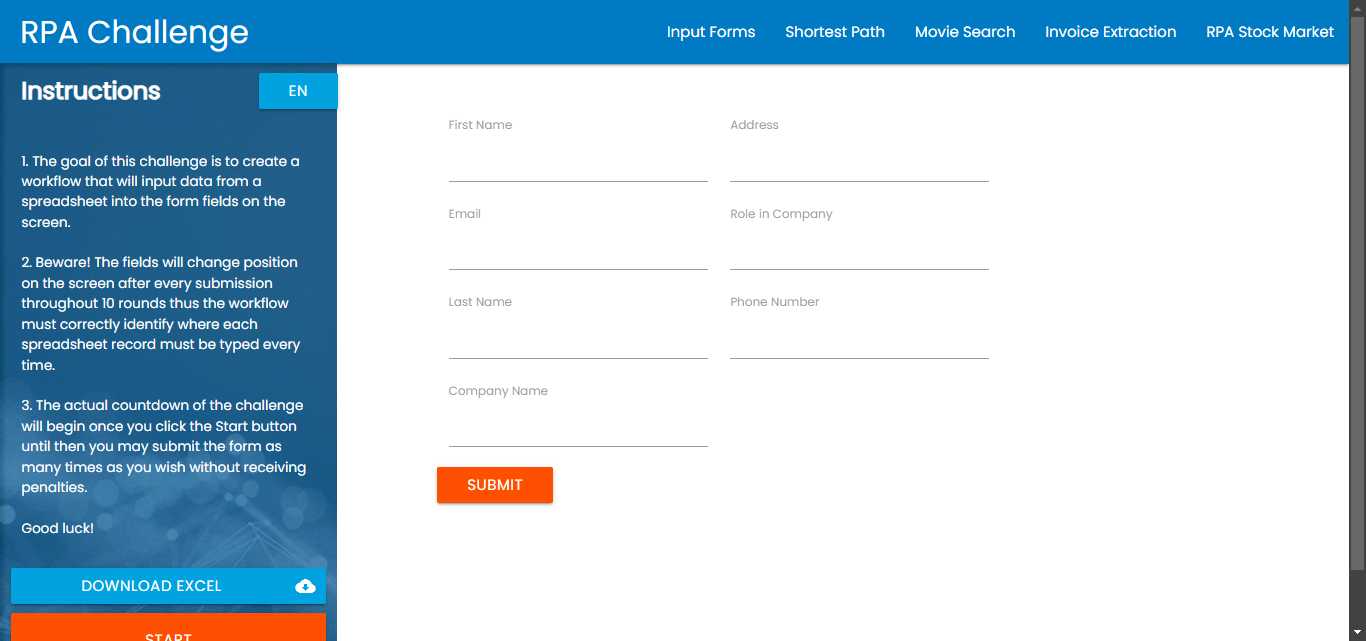 RPA Challenge
Input Forms
Shortest Path
Movie Search
Invoice Extraction
RPA Stock Market
Instructions
EN
1. The goal of this challenge is to create a
workflow that will input data from a
spreadsheet into the form fields on the
screen.
2. Beware! The fields will change position
on the screen after every submission
throughout 10 rounds thus the workflow
must correctly identify where each
spreadsheet record must be typed every
time.
3. The actual countdown of the challenge
will begin once you click the Start button
until then you may submit the form as
many times as you wish without receiving
penalties.
Good luck!
DOWNLOAD EXCEL
START
First Name
Address
Email
Role in Company
Last Name
Phone Number
Company Name
SUBMIT